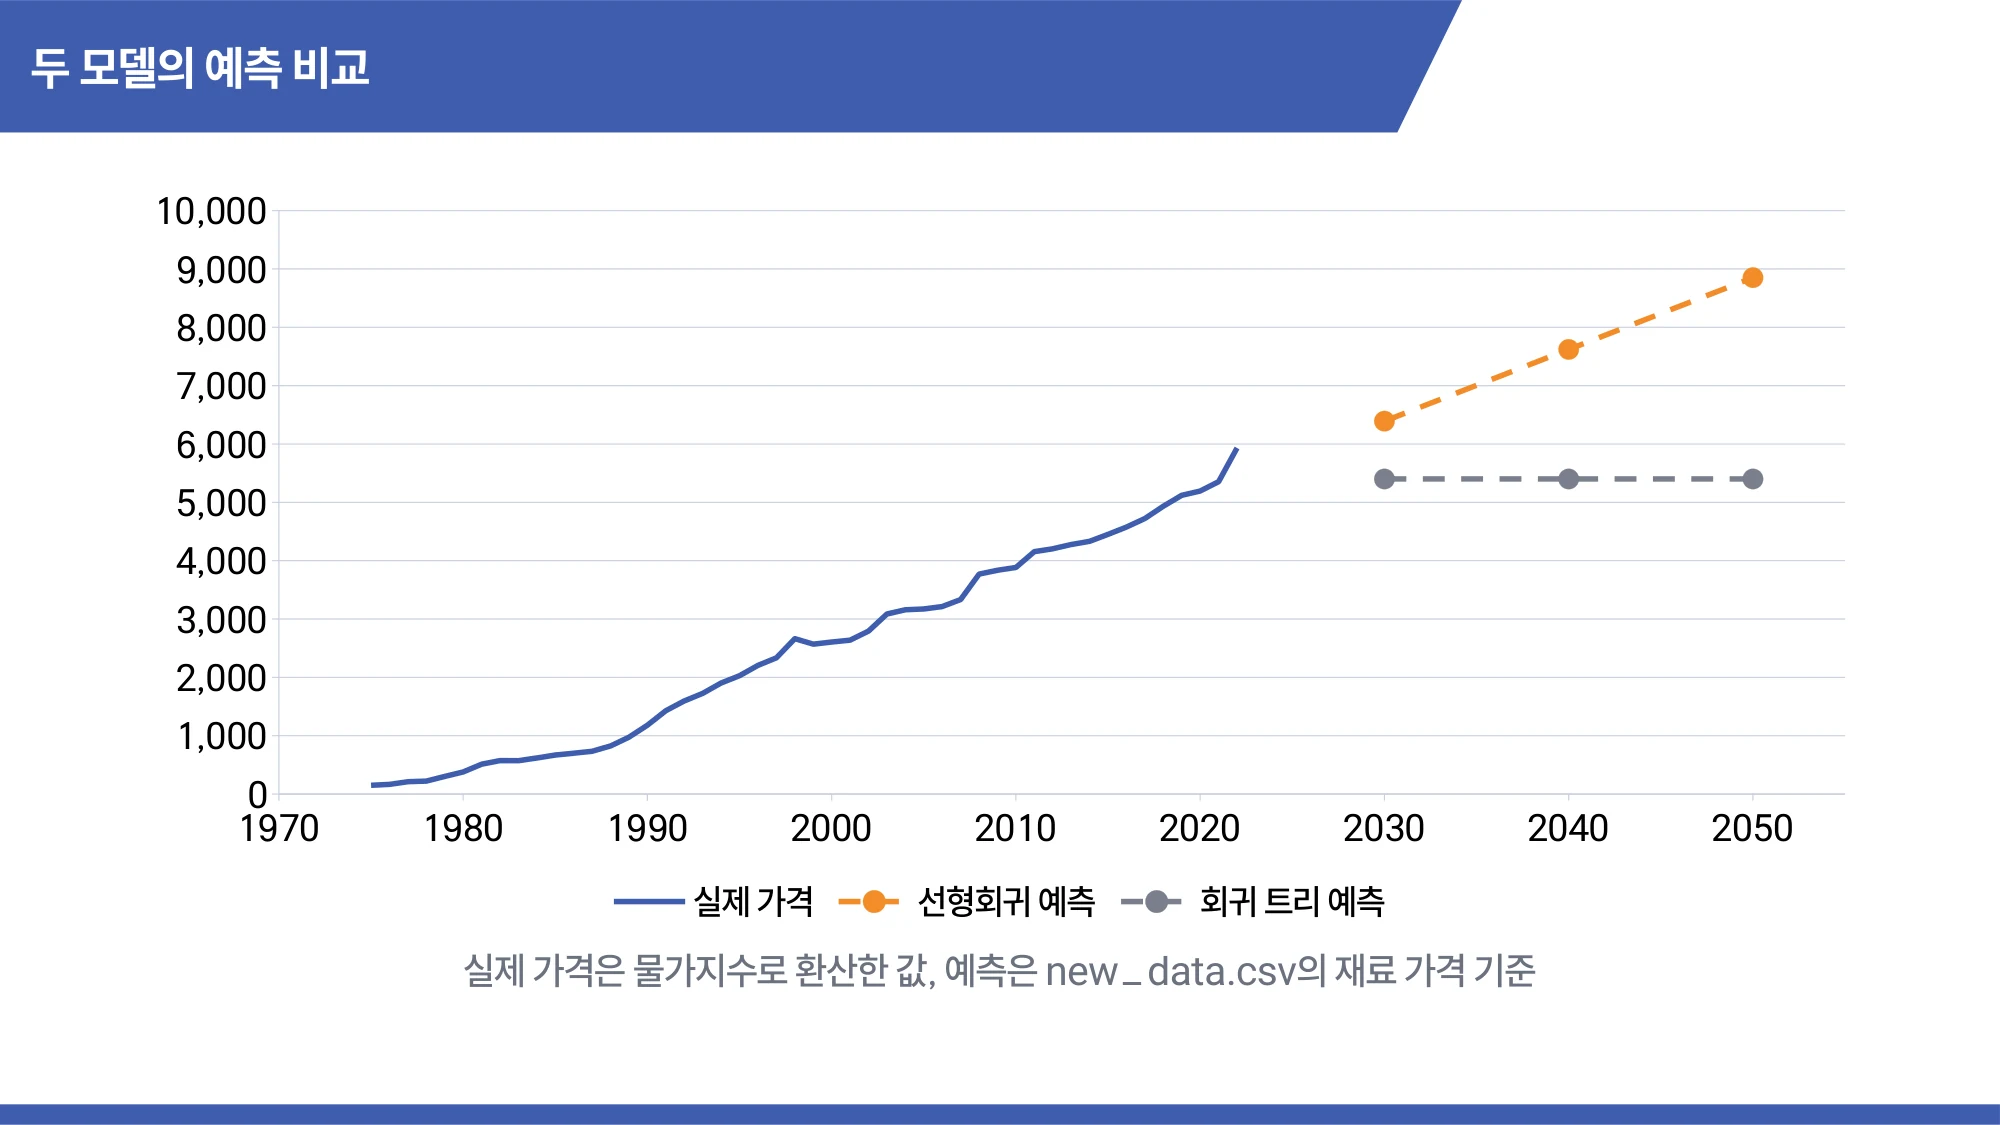 두 모델의 예측 비교
10,000
9,000
8,000
7,000
6,000
5,000
4,000
3,000
2,000
1,000
0
1970 1980 1990 2000 2010 2020 2030 2040 2050
실제 가격 선형회귀 예측 회귀 트리 예측
실제 가격은 물가지수로 환산한 값, 예측은 new_data.csv의 재료 가격 기준